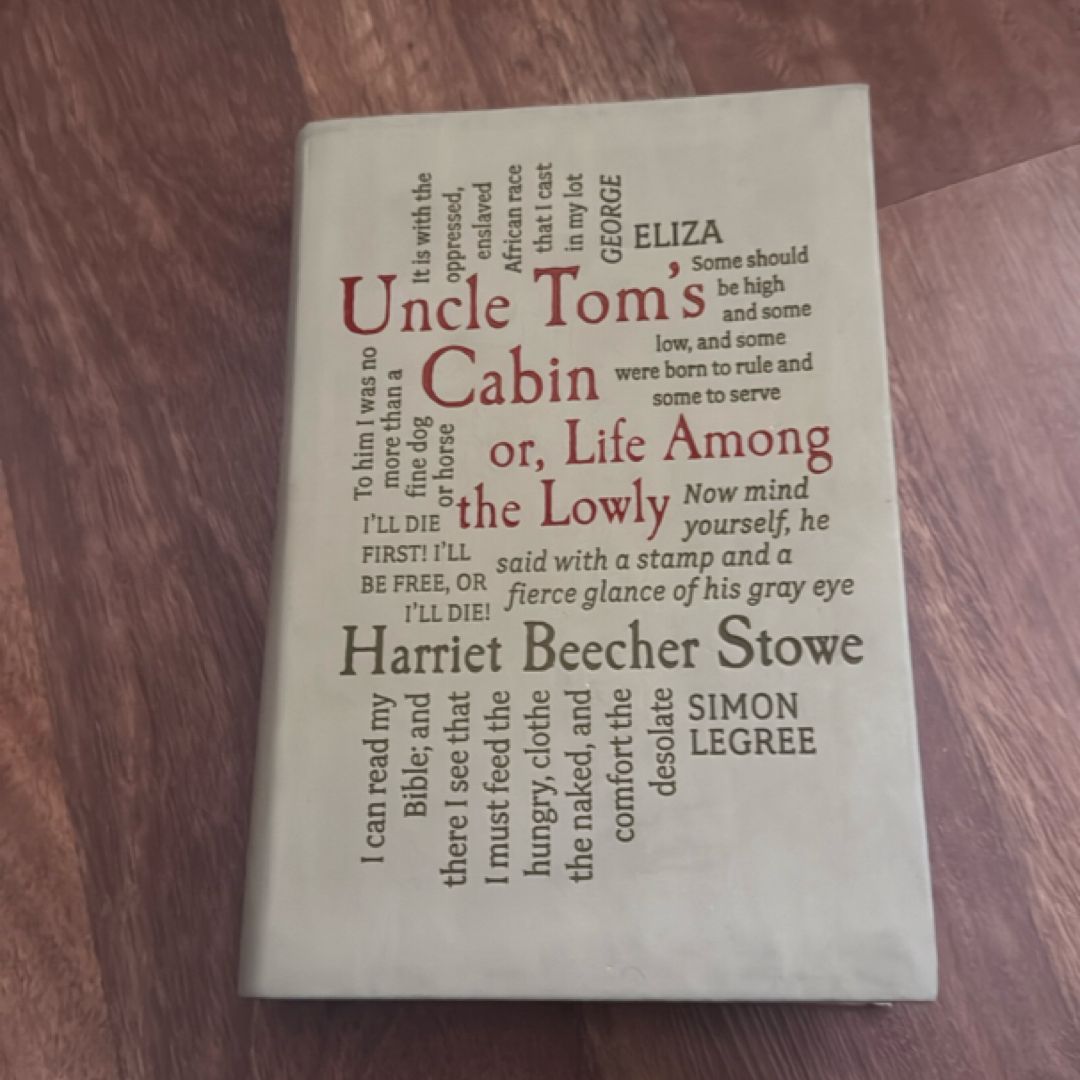 It is with the
oppressed,
enslaved
African race
that I cast
in my lot
GEORGE
ELIZA
Uncle Tom's
Some should
be high
and some
low, and some
were born to rule and
some to serve
Cabin
To him I was no
more than a
fine dog
or horse
or, Life Among
the Lowly
Now mind
yourself, he
said with a stamp and a
fierce glance of his gray eye
I'LL DIE
FIRST! I'LL
BE FREE, OR
I'LL DIE!
Harriet Beecher Stowe
I can read my
Bible; and
there I see that
I must feed the
hungry, clothe
the naked, and
comfort the
desolate
SIMON
LEGREE